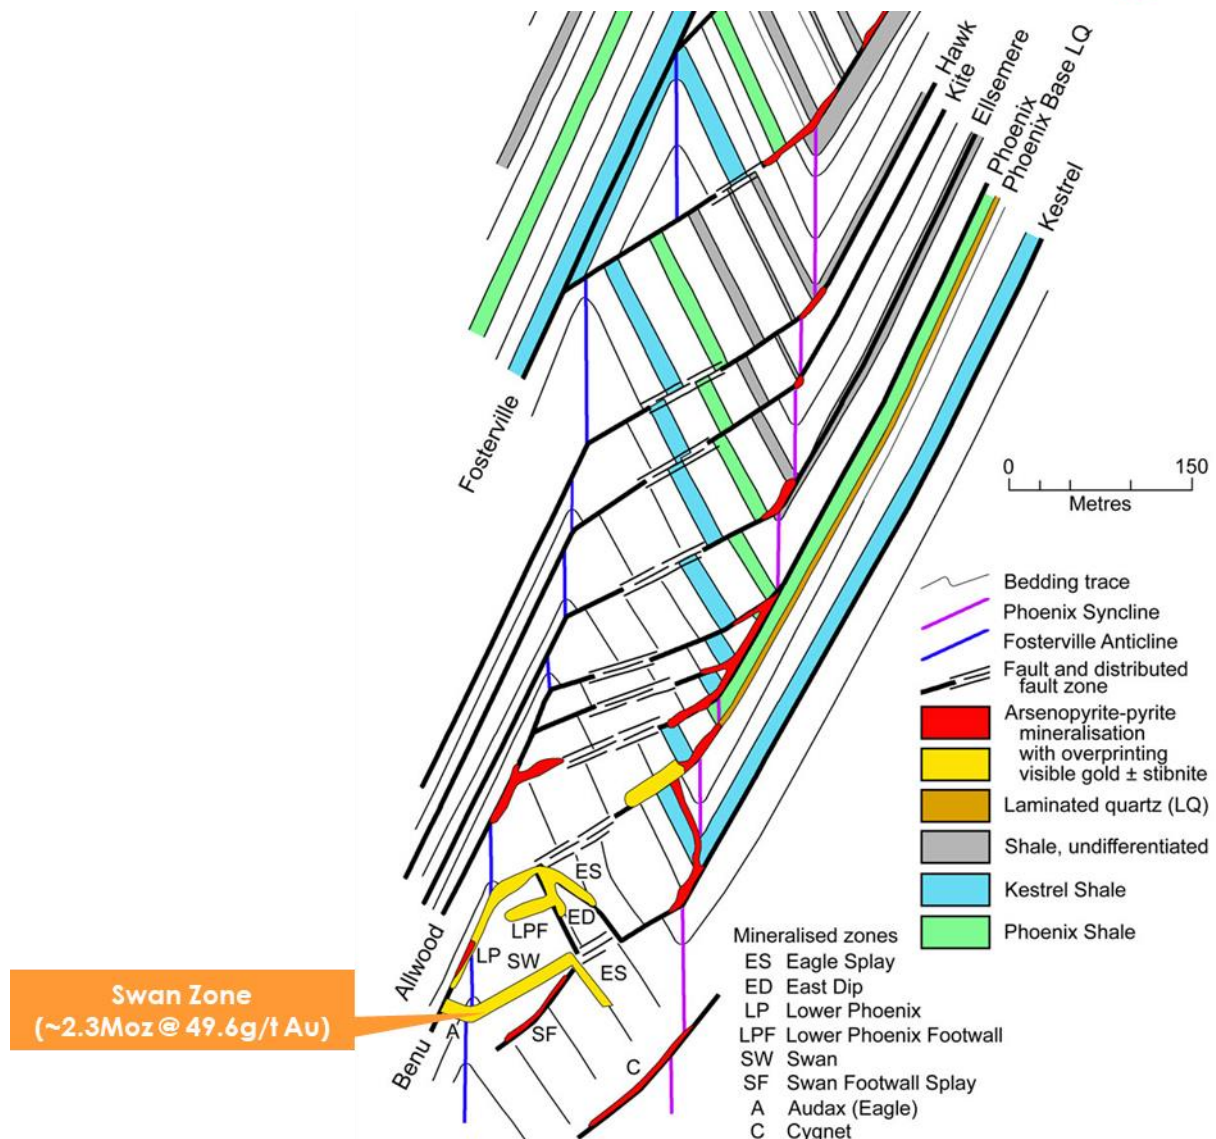 Hawk
Kite
Ellsemere
Phoenix
Phoenix Base LQ
Kestrel
Fosterville
0 150
Metres
Bedding trace
Phoenix Syncline
Fosterville Anticline
Fault and distributed
fault zone
Arsenopyrite-pyrite
mineralisation
with overprinting
visible gold ± stibnite
Laminated quartz (LQ)
Shale, undifferentiated
Kestrel Shale
Phoenix Shale
ES
ED
LPF
LP
SW
ES
A
SF
C
Allwood
Benu
Swan Zone
(~2.3Moz @ 49.6g/t Au)
Mineralised zones
ES Eagle Splay
ED East Dip
LP Lower Phoenix
LPF Lower Phoenix Footwall
SW Swan
SF Swan Footwall Splay
A Audax (Eagle)
C Cygnet